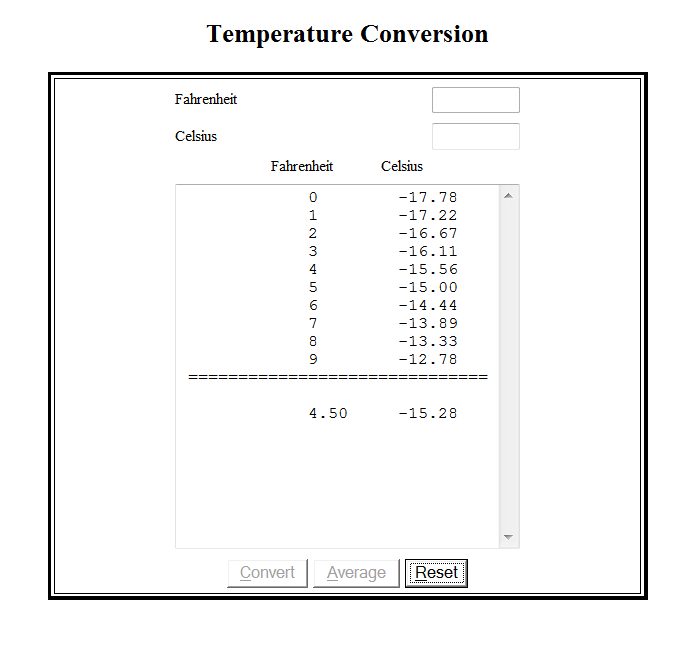 Temperature Conversion
Fahrenheit
Celsius
Fahrenheit Celsius
0 -17.78
1 -17.22
2 -16.67
3 -16.11
4 -15.56
5 -15.00
6 -14.44
7 -13.89
8 -13.33
9 -12.78
==============================
4.50 -15.28
Convert Average Reset